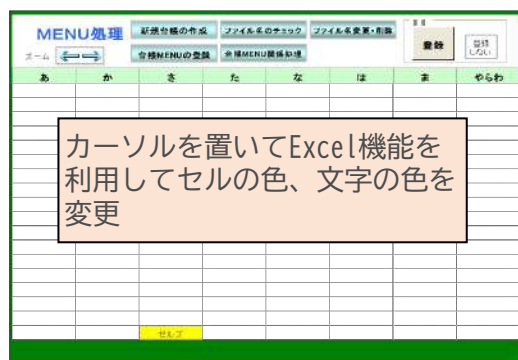 MENU処理
新規台帳の作成
ファイル名のチェック
ファイル名変更・削除
ズーム
台帳MENUの登録
台帳MENU関係処理
登録
登録
しない
あ か さ た な は ま やらわ
カーソルを置いてExcel機能を
利用してセルの色、文字の色を
変更